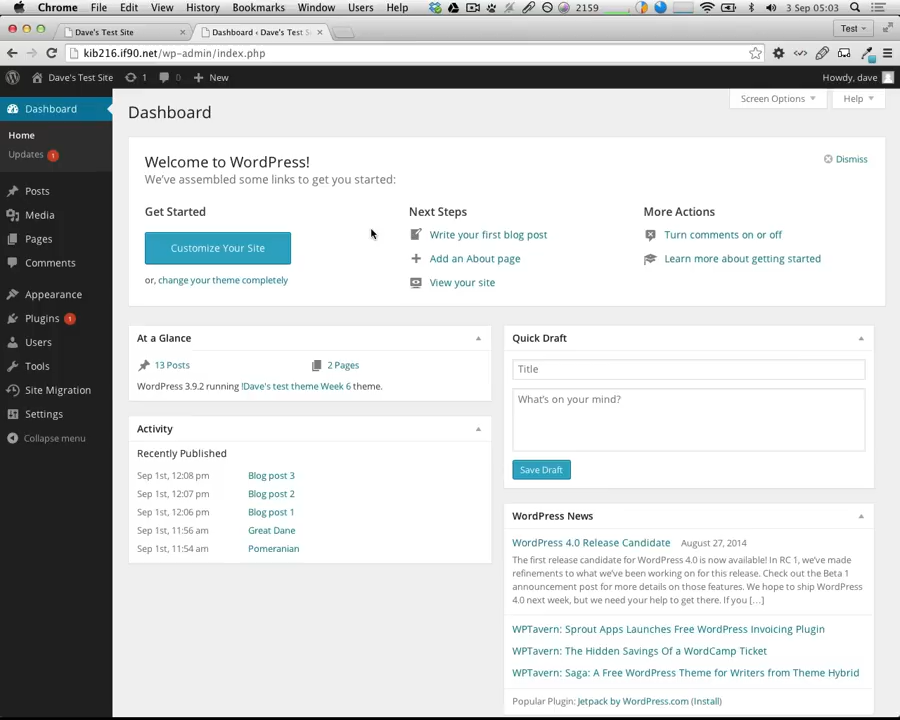 Chrome File Edit View History Bookmarks Window Users Help 2159 3 Sep 05:03
Dave's Test Site
Dashboard ‹ Dave's Test S
Test
kib216.if90.net/wp-admin/index.php
Dave's Test Site 1 0 New Howdy, dave
Dashboard
Home
Updates 1
Posts
Media
Pages
Comments
Appearance
Plugins 1
Users
Tools
Site Migration
Settings
Collapse menu
Screen Options Help
Dashboard
Welcome to WordPress!
We've assembled some links to get you started:
Dismiss
Get Started
Customize Your Site
or, change your theme completely
Next Steps
Write your first blog post
Add an About page
View your site
More Actions
Turn comments on or off
Learn more about getting started
At a Glance
13 Posts 2 Pages
WordPress 3.9.2 running !Dave's test theme Week 6 theme.
Activity
Recently Published
Sep 1st, 12:08 pm Blog post 3
Sep 1st, 12:07 pm Blog post 2
Sep 1st, 12:06 pm Blog post 1
Sep 1st, 11:56 am Great Dane
Sep 1st, 11:54 am Pomeranian
Quick Draft
Title
What's on your mind?
Save Draft
WordPress News
WordPress 4.0 Release Candidate August 27, 2014
The first release candidate for WordPress 4.0 is now available! In RC 1, we've made
refinements to what we've been working on for this release. Check out the Beta 1
announcement post for more details on those features. We hope to ship WordPress
4.0 next week, but we need your help to get there. If you […]
WPTavern: Sprout Apps Launches Free WordPress Invoicing Plugin
WPTavern: The Hidden Savings Of a WordCamp Ticket
WPTavern: Saga: A Free WordPress Theme for Writers from Theme Hybrid
Popular Plugin: Jetpack by WordPress.com (Install)